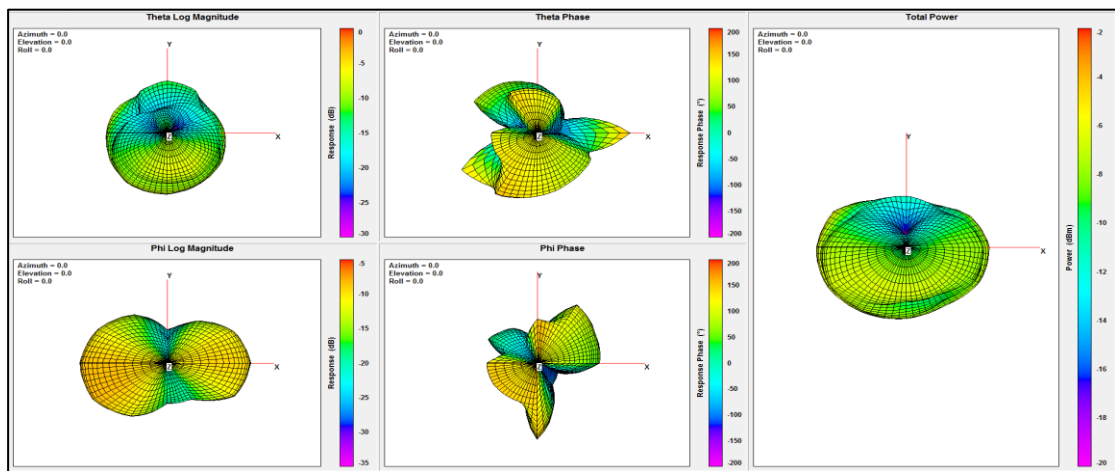 Theta Log Magnitude
Azimuth = 0.0
Elevation = 0.0
Roll = 0.0
Y
X
Z
0
-5
-10
-15
-20
-25
-30
Response (dB)
Theta Phase
Azimuth = 0.0
Elevation = 0.0
Roll = 0.0
Y
X
Z
200
150
100
50
0
-50
-100
-150
-200
Response Phase (°)
Total Power
Azimuth = 0.0
Elevation = 0.0
Roll = 0.0
Y
X
Z
-2
-4
-6
-8
-10
-12
-14
-16
-18
-20
Power (dBm)
Phi Log Magnitude
Azimuth = 0.0
Elevation = 0.0
Roll = 0.0
Y
X
Z
-5
-10
-15
-20
-25
-30
-35
Response (dB)
Phi Phase
Azimuth = 0.0
Elevation = 0.0
Roll = 0.0
Y
X
Z
200
150
100
50
0
-50
-100
-150
-200
Response Phase (°)